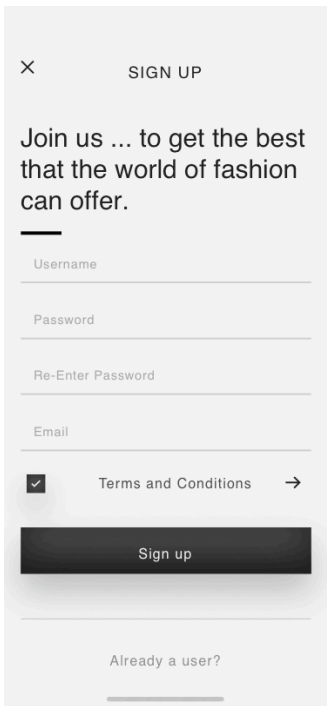 SIGN UP
Join us ... to get the best
that the world of fashion
can offer.
Username
Password
Re-Enter Password
Email
Terms and Conditions
Sign up
Already a user?